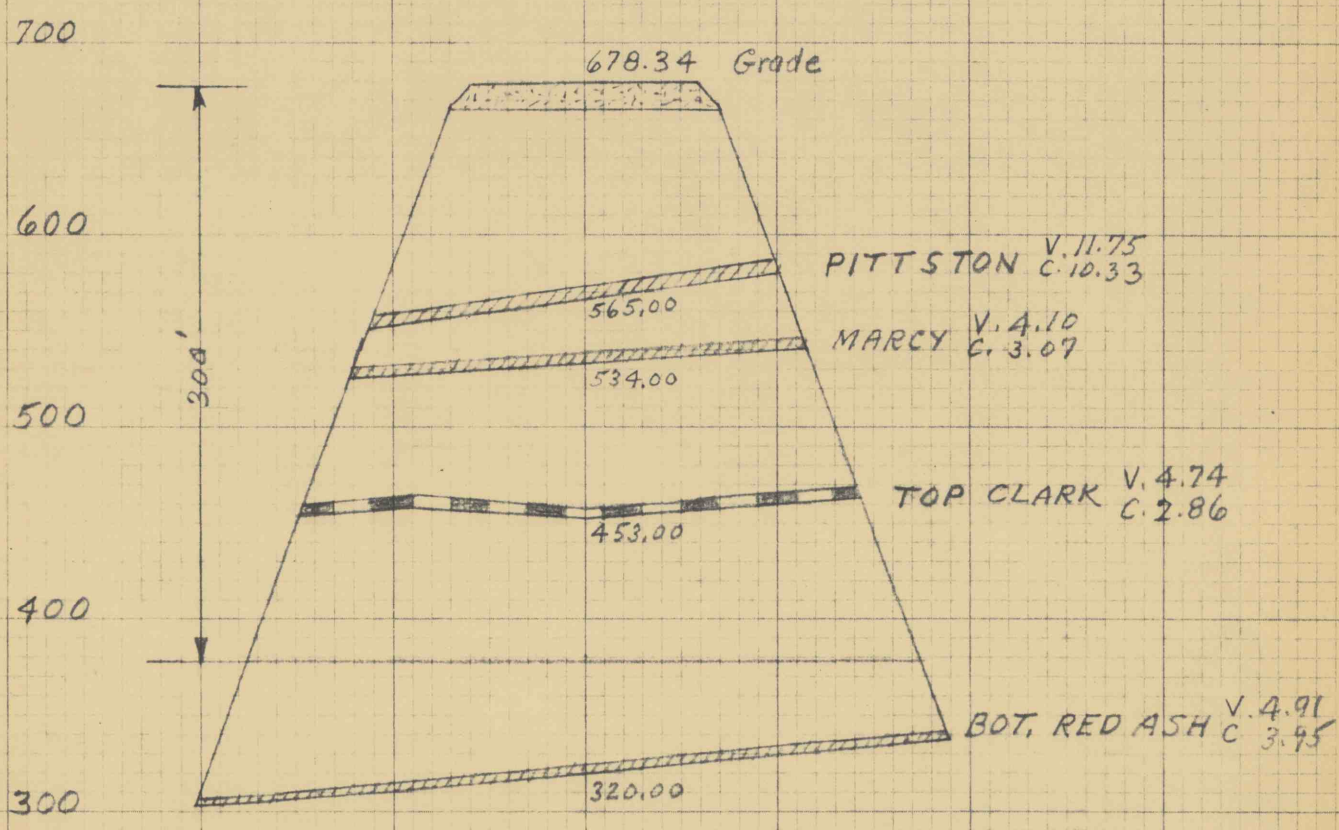 700
678.34 Grade
600
PITTSTON V. 11.75
C. 10.33
565.00
MARCY V. 4.10
C. 3.07
534.00
304'
500
TOP CLARK V. 4.74
C. 2.86
453.00
400
BOT. RED ASH V. 4.91
C 3.95
320.00
300